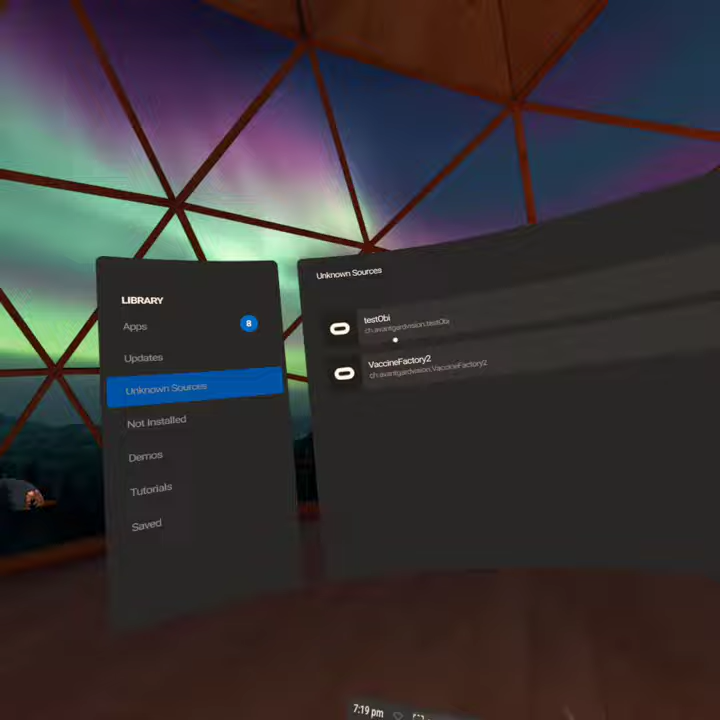 LIBRARY
Apps
8
Updates
Unknown Sources
Not Installed
Demos
Tutorials
Saved
Unknown Sources
testObi
ch.avantgardvision.testObi
VaccineFactory2
ch.avantgardvision.VaccineFactory2
7:19 pm